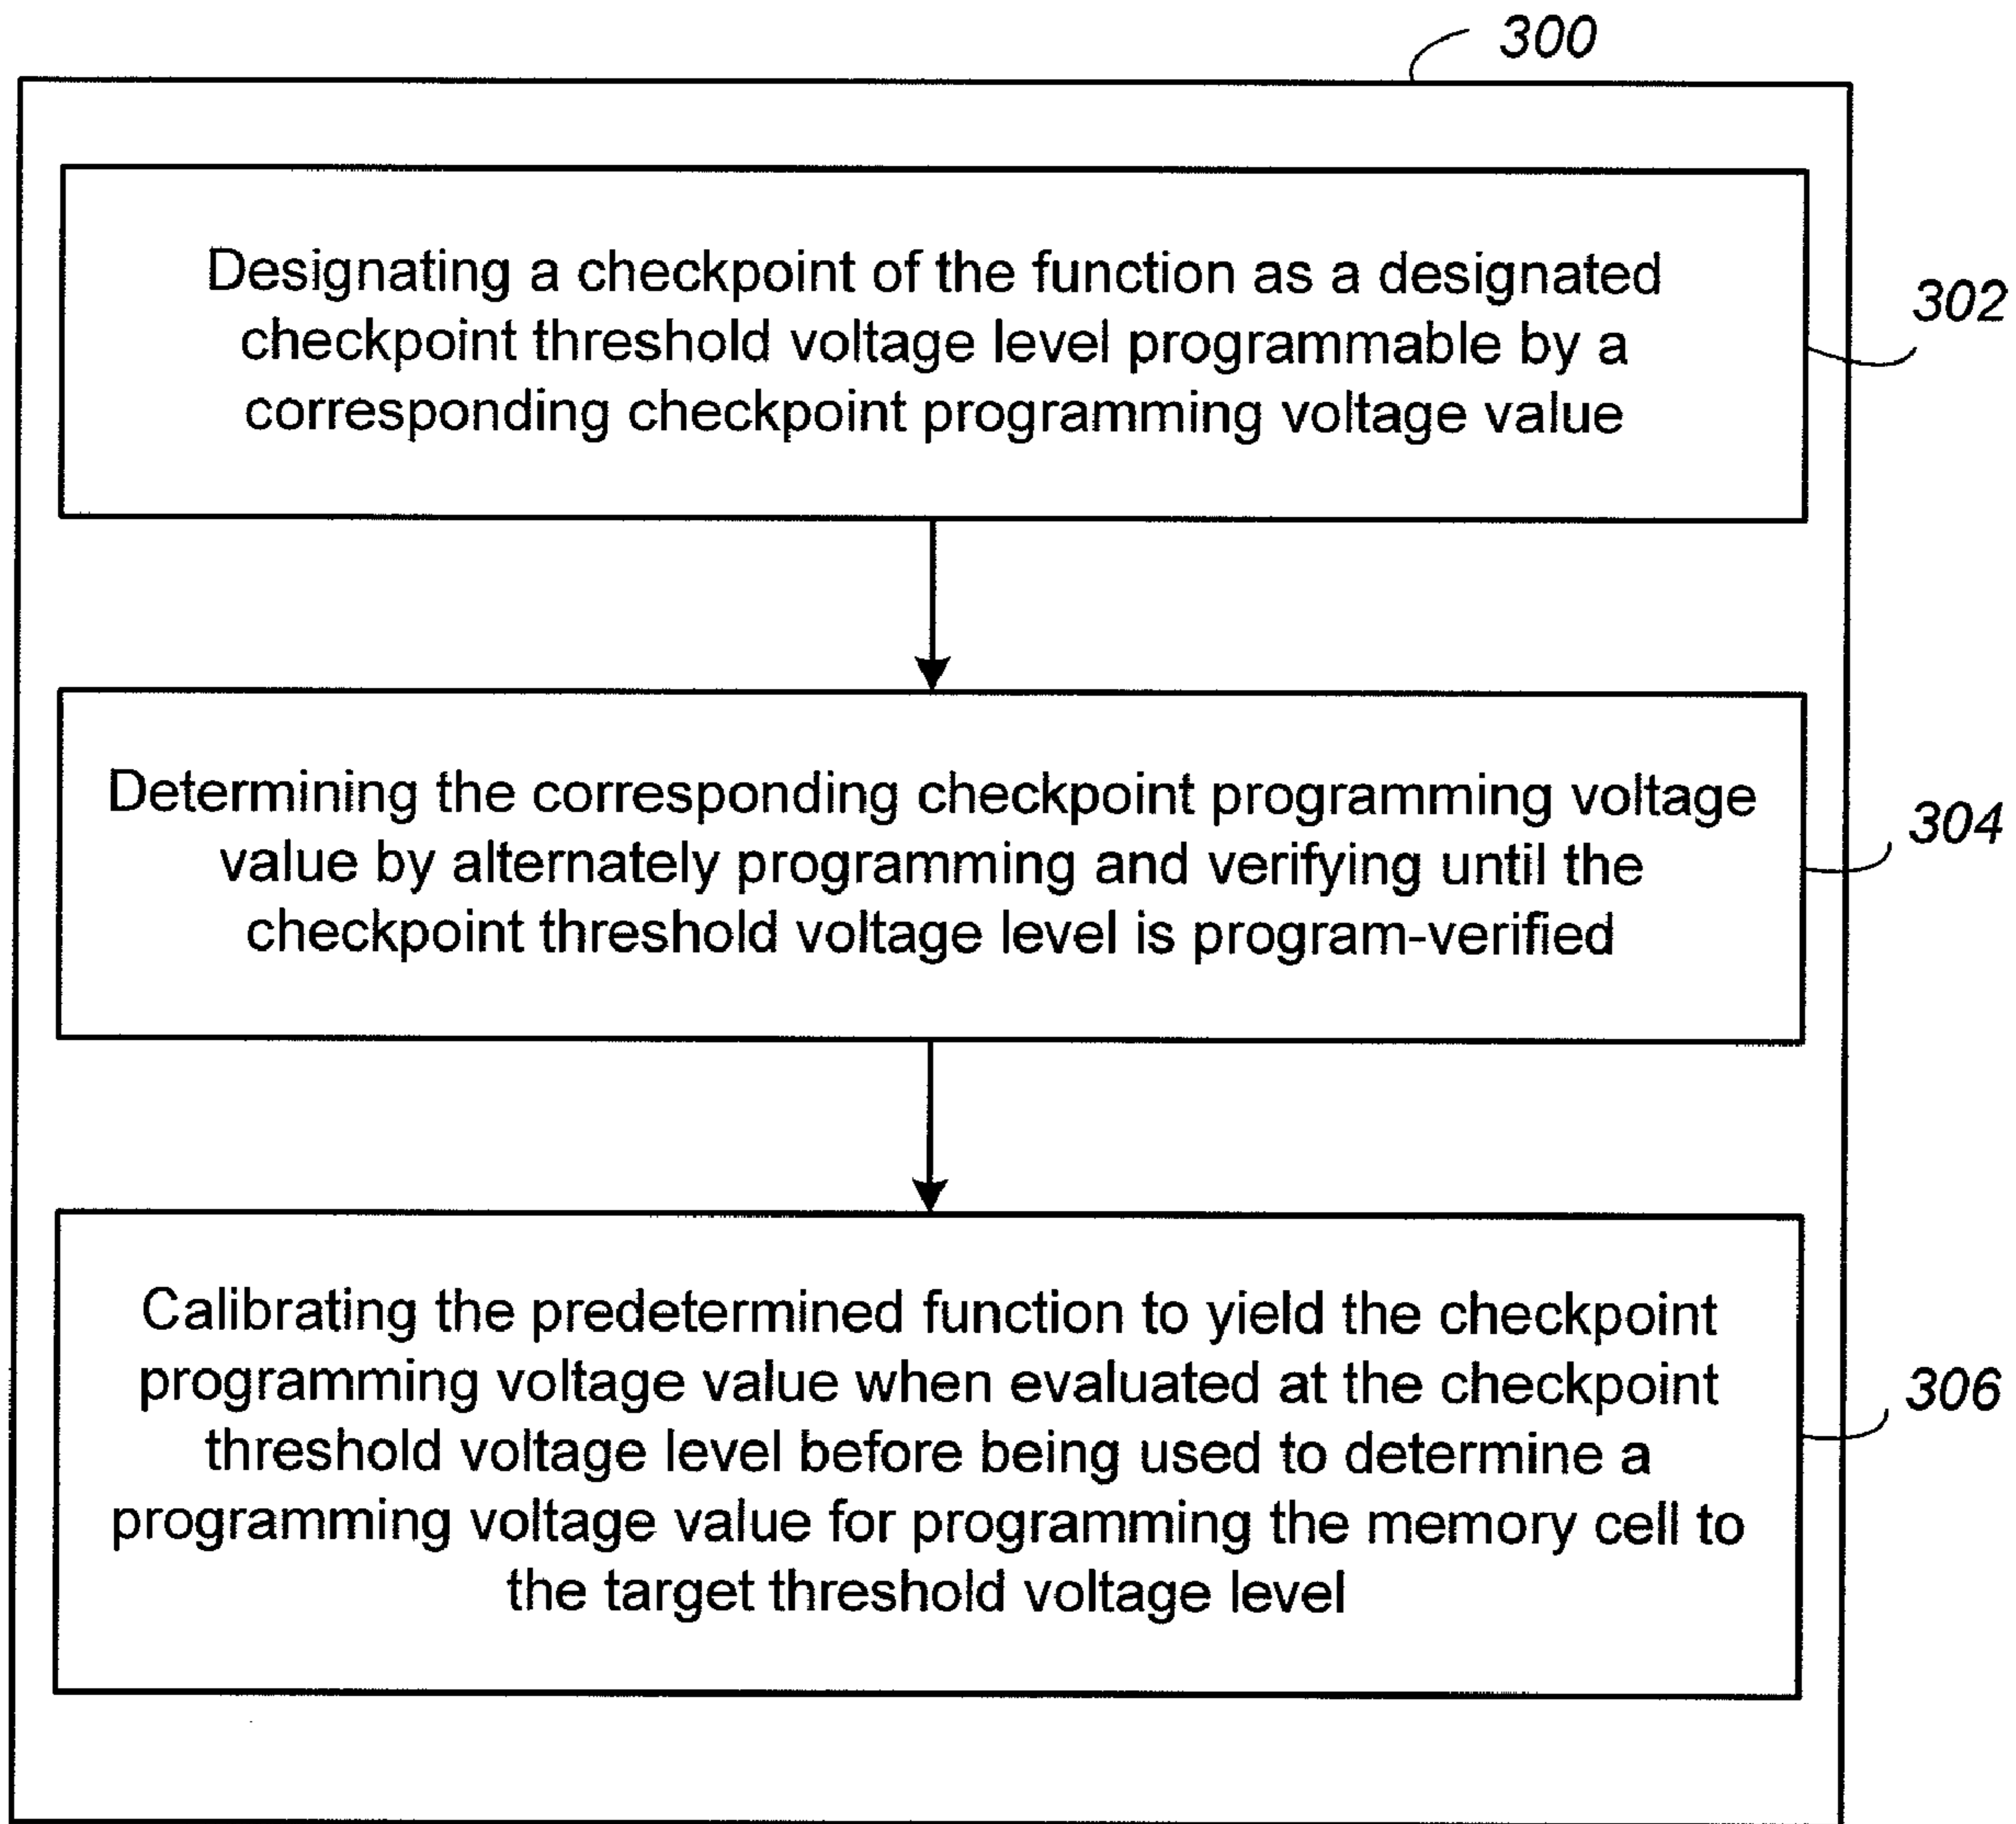 300
Designating a checkpoint of the function as a designated
checkpoint threshold voltage level programmable by a
corresponding checkpoint programming voltage value
302
Determining the corresponding checkpoint programming voltage
value by alternately programming and verifying until the
checkpoint threshold voltage level is program-verified
304
Calibrating the predetermined function to yield the checkpoint
programming voltage value when evaluated at the checkpoint
threshold voltage level before being used to determine a
programming voltage value for programming the memory cell to
the target threshold voltage level
306